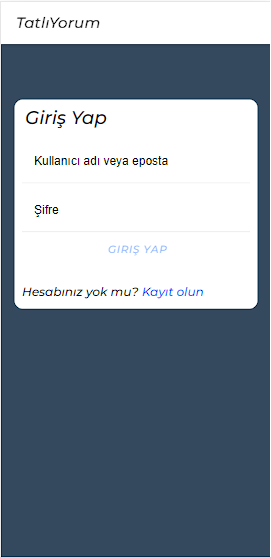 TatlıYorum
Giriş Yap
Kullanıcı adı veya eposta
Şifre
GIRIŞ YAP
Hesabınız yok mu? Kayıt olun